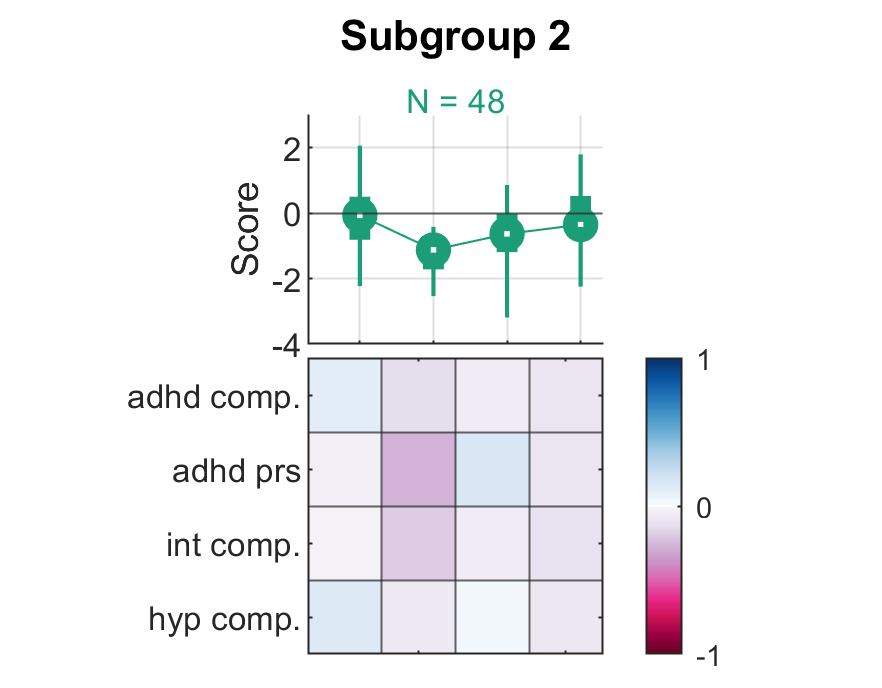 Subgroup 2
N = 48
Score
2
0
-2
-4
adhd comp.
adhd prs
int comp.
hyp comp.
1
0
-1